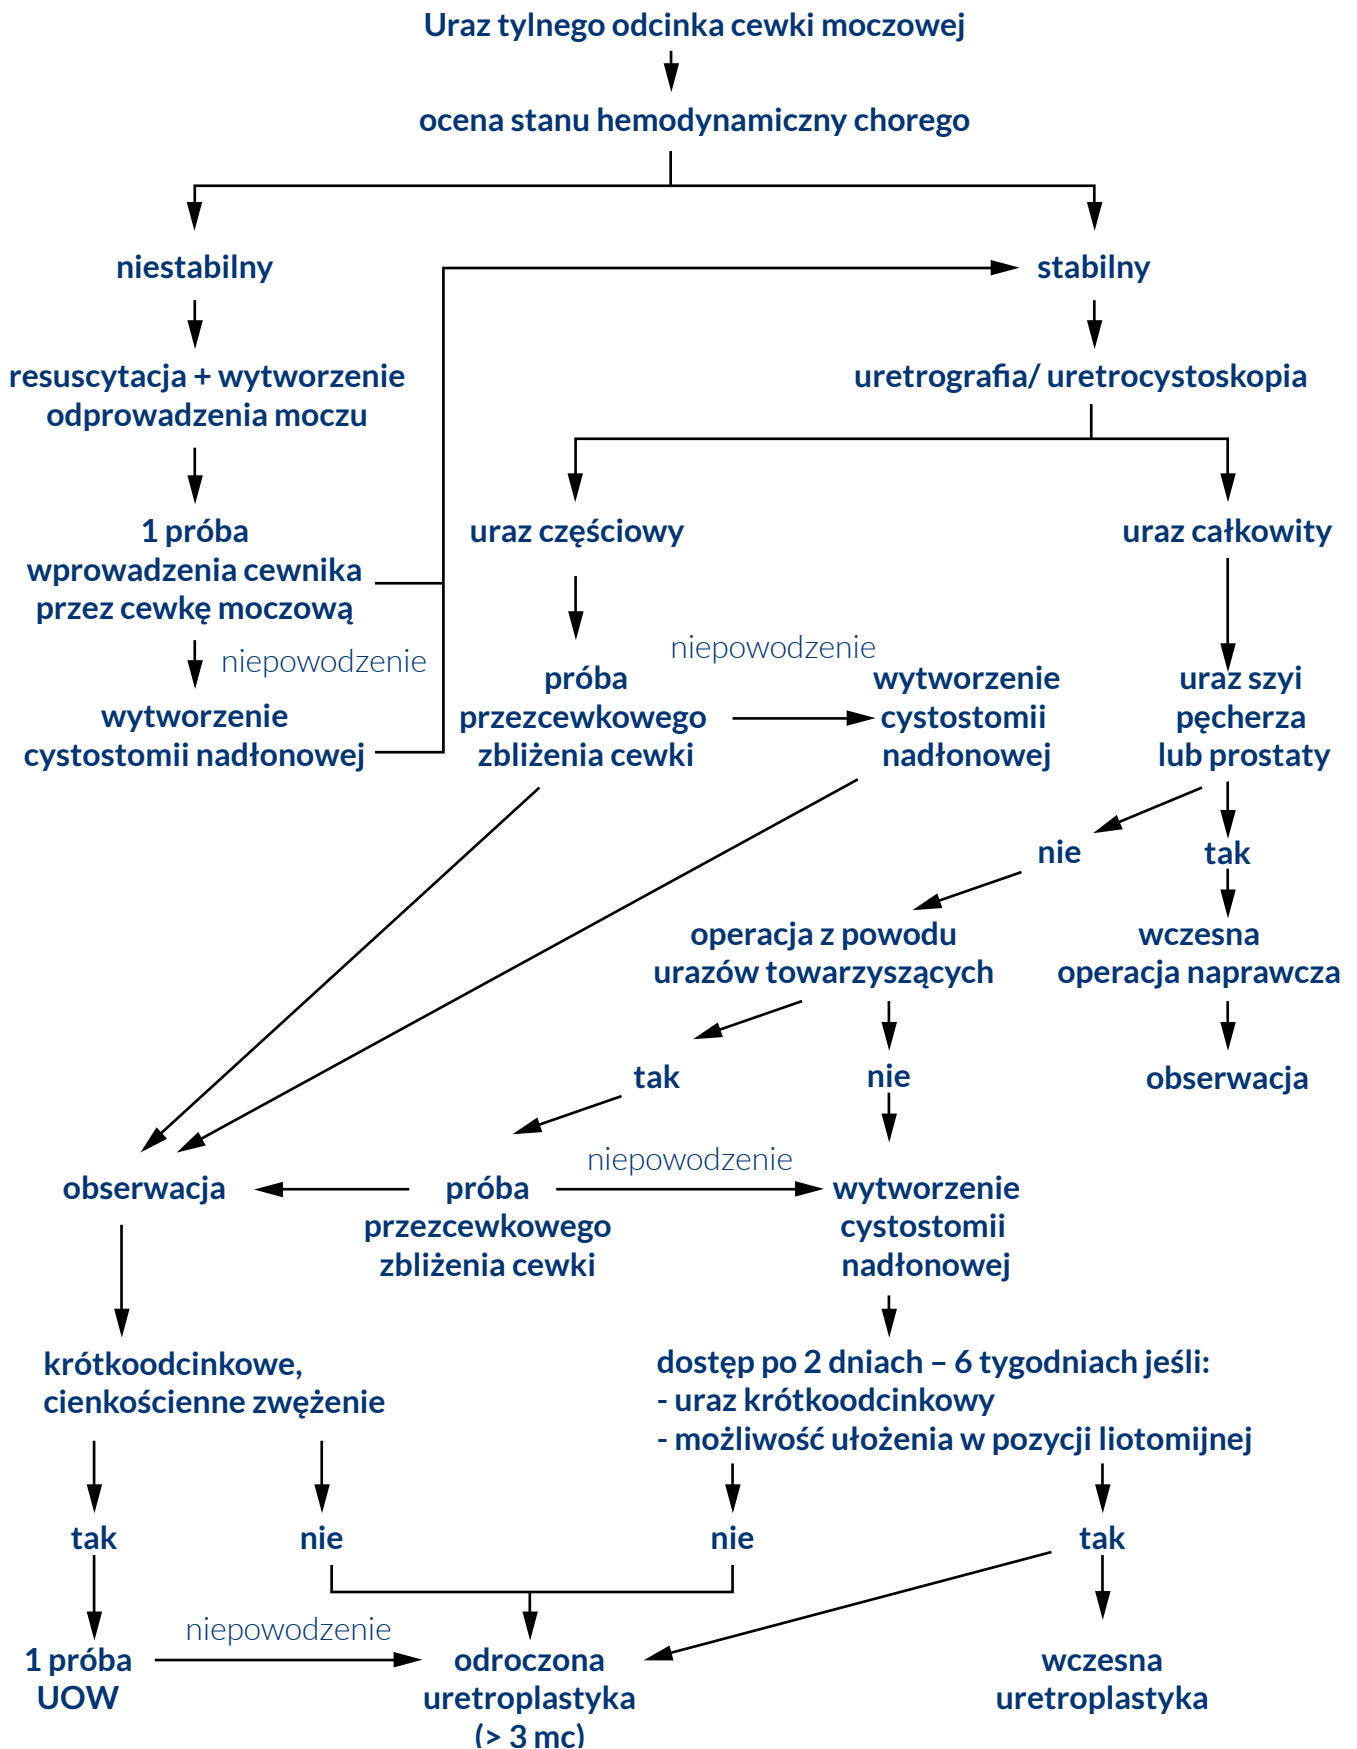 Uraz tylnego odcinka cewki moczowej
ocena stanu hemodynamiczny chorego
niestabilny
stabilny
resuscytacja + wytworzenie
odprowadzenia moczu
uretrografia/ uretrocystoskopia
1 próba
wprowadzenia cewnika
przez cewkę moczową
uraz częściowy
uraz całkowity
niepowodzenie
wytworzenie
cystostomii nadłonowej
próba
przezcewkowego
zbliżenia cewki
niepowodzenie
wytworzenie
cystostomii
nadłonowej
uraz szyi
pęcherza
lub prostaty
nie
tak
operacja z powodu
urazów towarzyszących
wczesna
operacja naprawcza
tak
nie
obserwacja
obserwacja
próba
przezcewkowego
zbliżenia cewki
niepowodzenie
wytworzenie
cystostomii
nadłonowej
krótkoodcinkowe,
cienkościenne zwężenie
dostęp po 2 dniach – 6 tygodniach jeśli:
- uraz krótkoodcinkowy
- możliwość ułożenia w pozycji liotomijnej
tak
nie
nie
tak
1 próba
UOW
niepowodzenie
odroczona
uretroplastyka
(> 3 mc)
wczesna
uretroplastyka